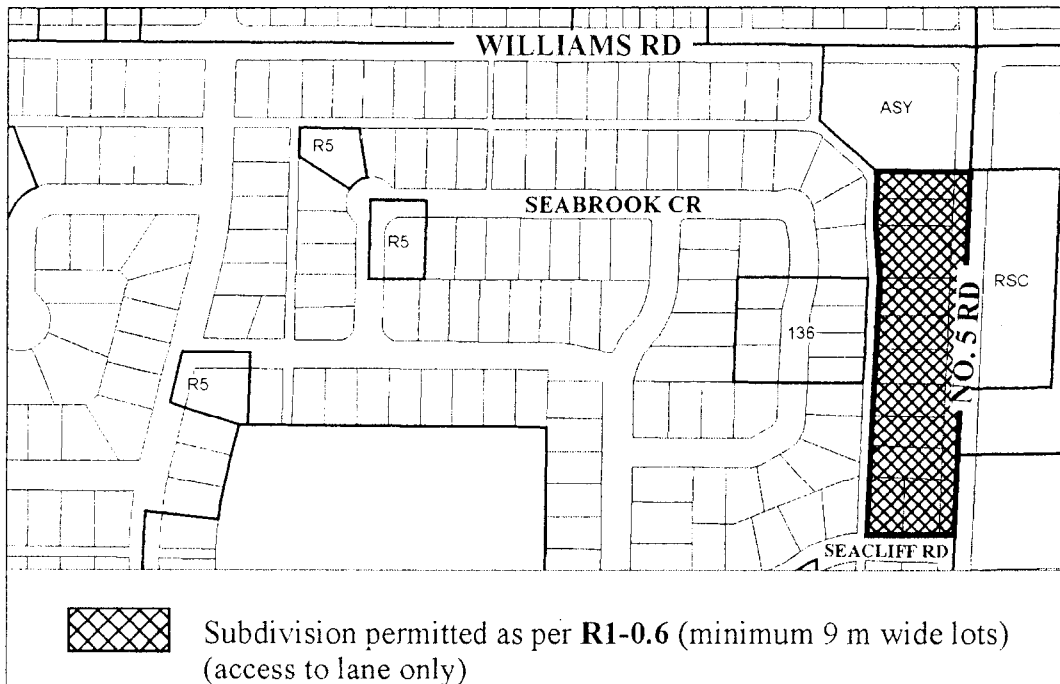 WILLIAMS RD
ASY
R5
SEABROOK CR
R5
RSC
136
NO. 5 RD
R5
SEACLIFF RD
Subdivision permitted as per R1-0.6 (minimum 9 m wide lots)
(access to lane only)